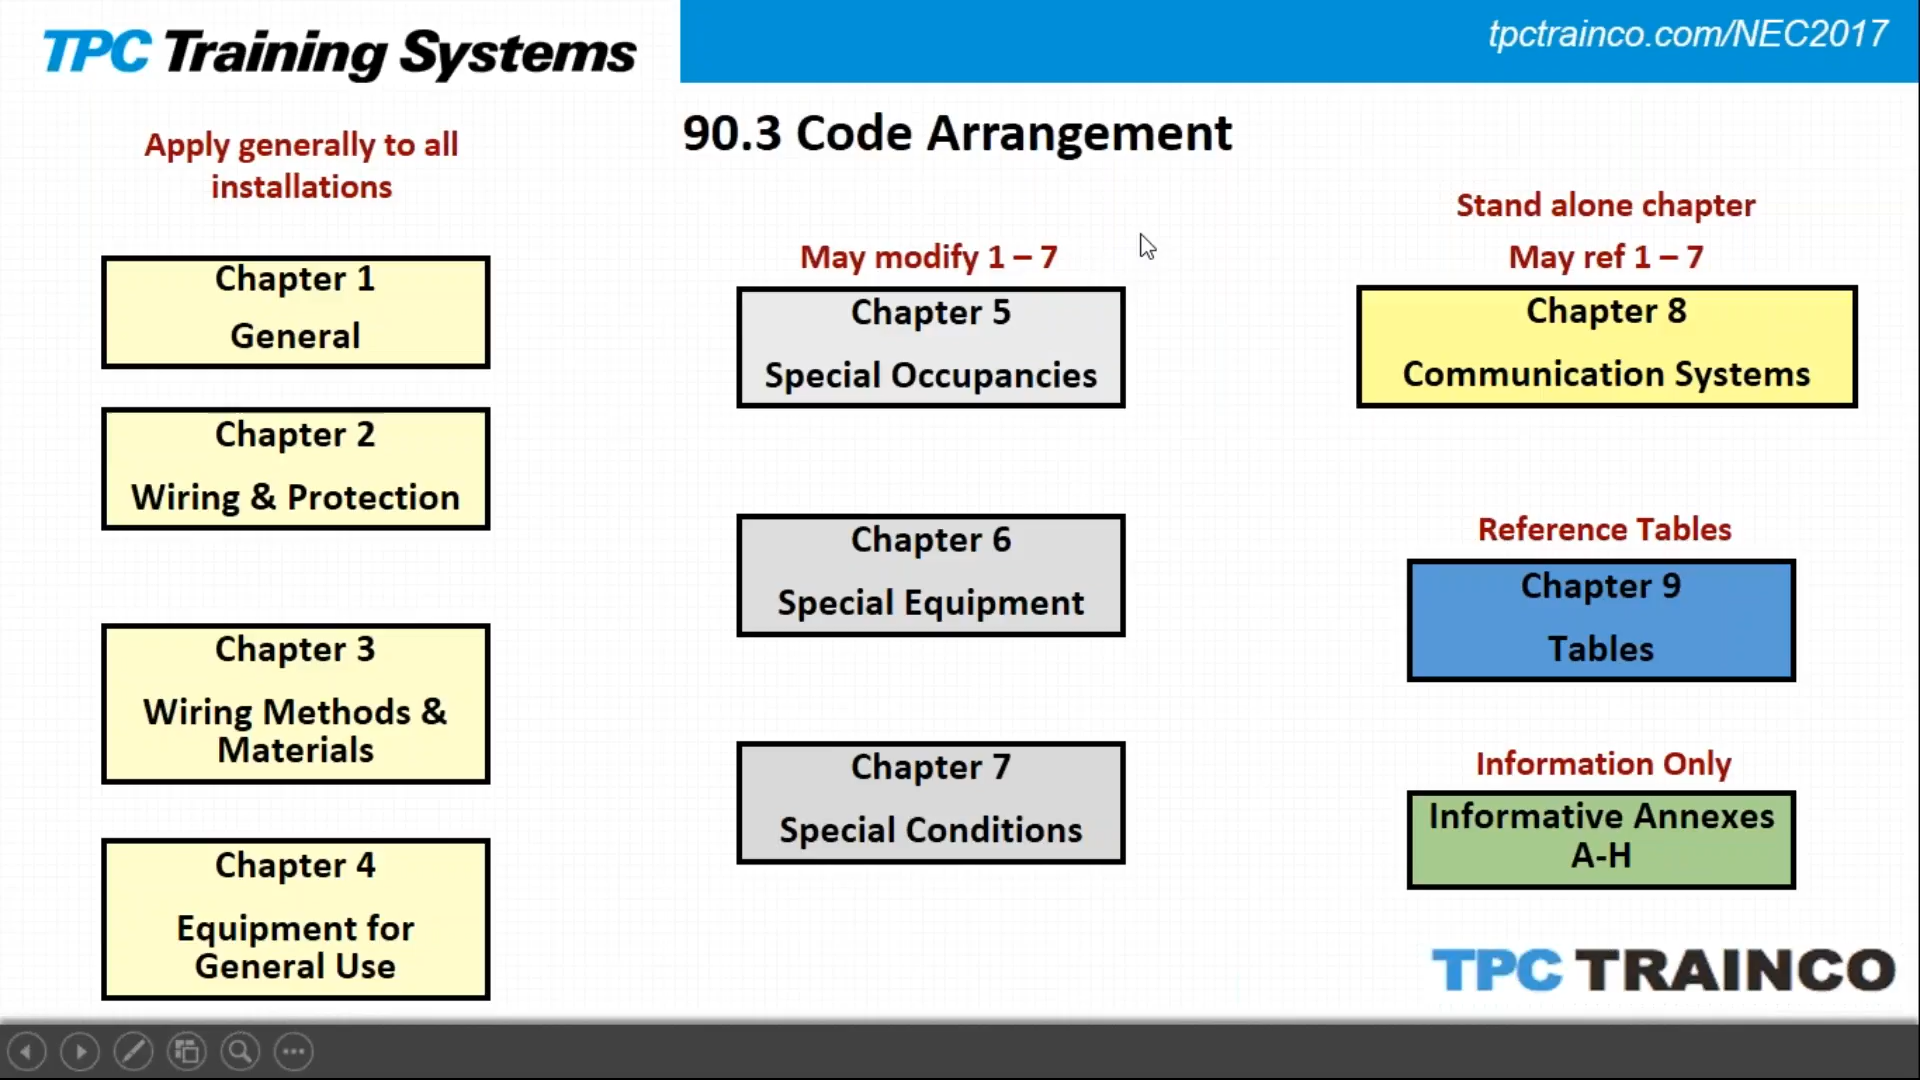 TPC Training Systems
tpctrainco.com/NEC2017
90.3 Code Arrangement
Apply generally to all
installations
Chapter 1
General
Chapter 2
Wiring & Protection
Chapter 3
Wiring Methods &
Materials
Chapter 4
Equipment for
General Use
May modify 1 – 7
Chapter 5
Special Occupancies
Chapter 6
Special Equipment
Chapter 7
Special Conditions
Stand alone chapter
May ref 1 – 7
Chapter 8
Communication Systems
Reference Tables
Chapter 9
Tables
Information Only
Informative Annexes
A-H
TPC TRAINCO